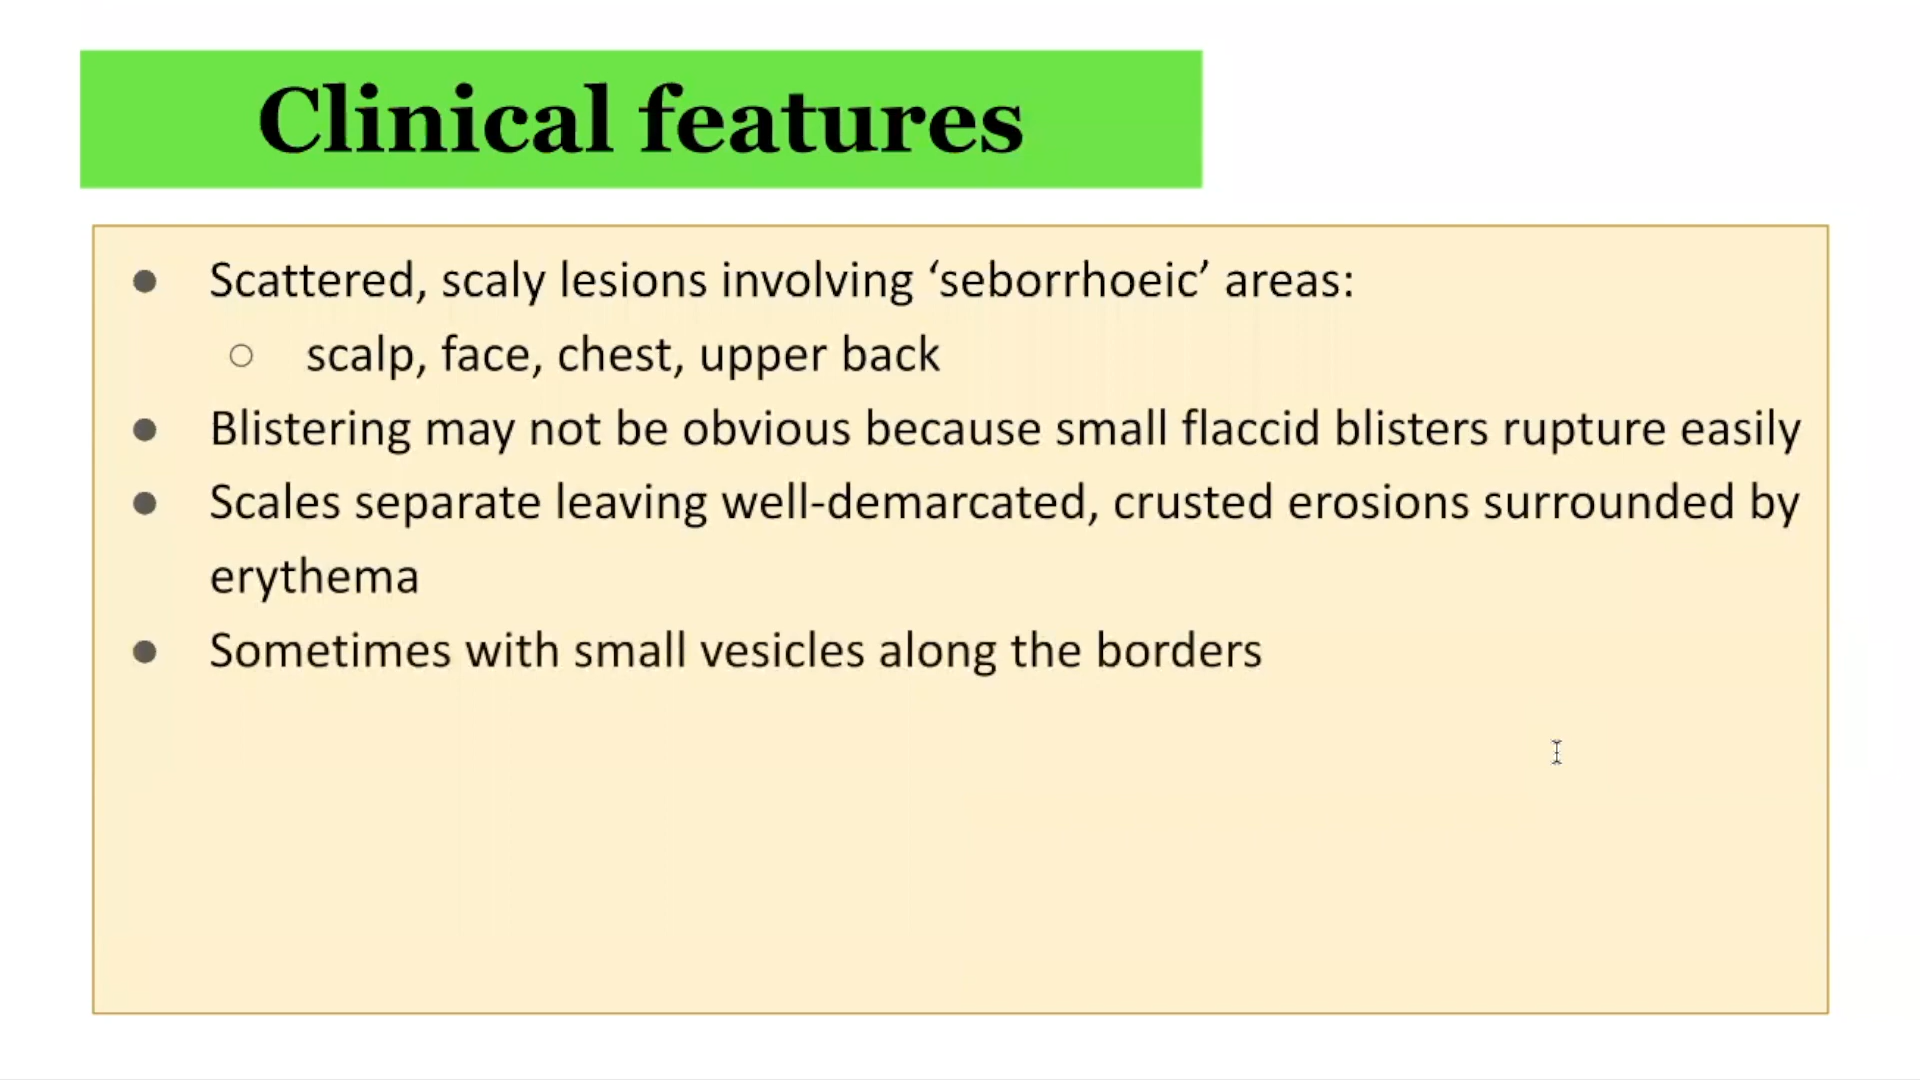 Clinical features
● Scattered, scaly lesions involving ‘seborrhoeic’ areas:
○ scalp, face, chest, upper back
● Blistering may not be obvious because small flaccid blisters rupture easily
● Scales separate leaving well-demarcated, crusted erosions surrounded by
erythema
● Sometimes with small vesicles along the borders